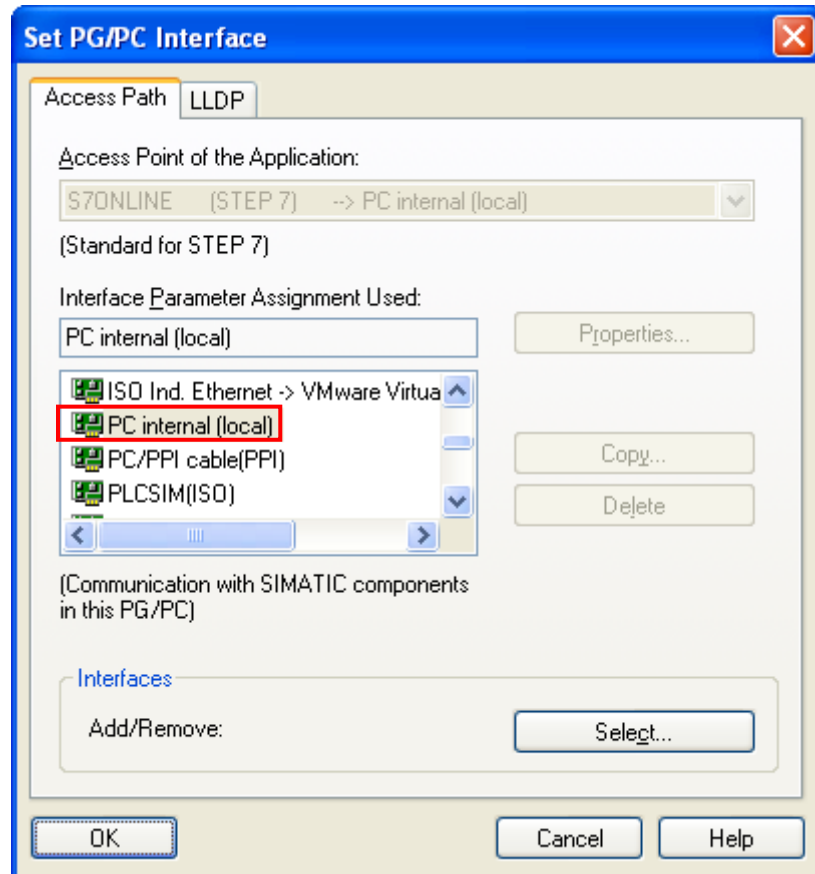 Set PG/PC Interface
Access Path
LLDP
Access Point of the Application:
S7ONLINE (STEP 7) --> PC internal (local)
(Standard for STEP 7)
Interface Parameter Assignment Used:
PC internal (local)
Properties...
ISO Ind. Ethernet -> VMware Virtua
PC internal (local)
PC/PPI cable(PPI)
PLCSIM(ISO)
Copy...
Delete
(Communication with SIMATIC components
in this PG/PC)
Interfaces
Add/Remove:
Select...
OK
Cancel
Help